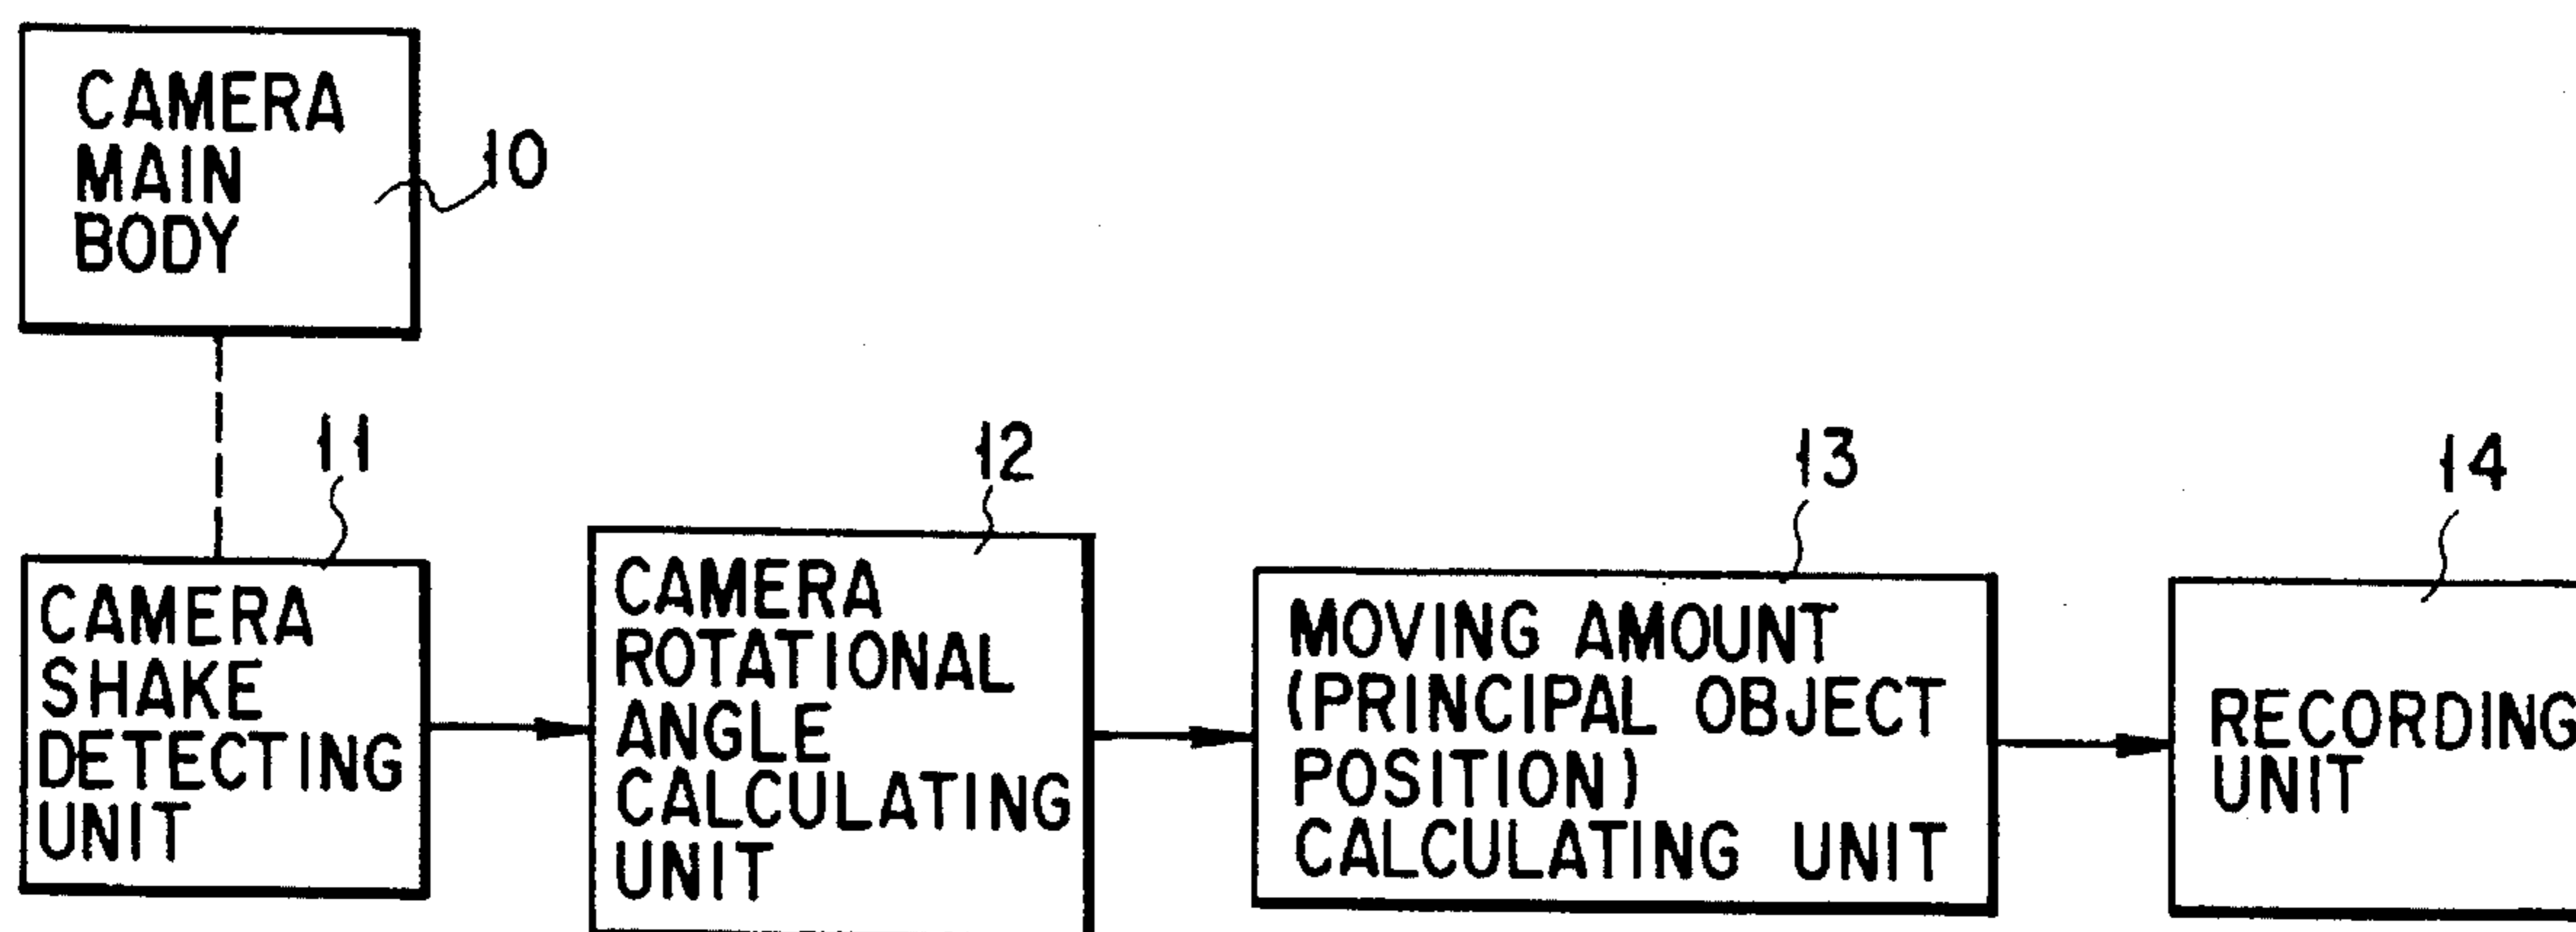 CAMERA
MAIN
BODY
10
11
CAMERA
SHAKE
DETECTING
UNIT
12
CAMERA
ROTATIONAL
ANGLE
CALCULATING
UNIT
13
MOVING AMOUNT
(PRINCIPAL OBJECT
POSITION)
CALCULATING UNIT
14
RECORDING
UNIT